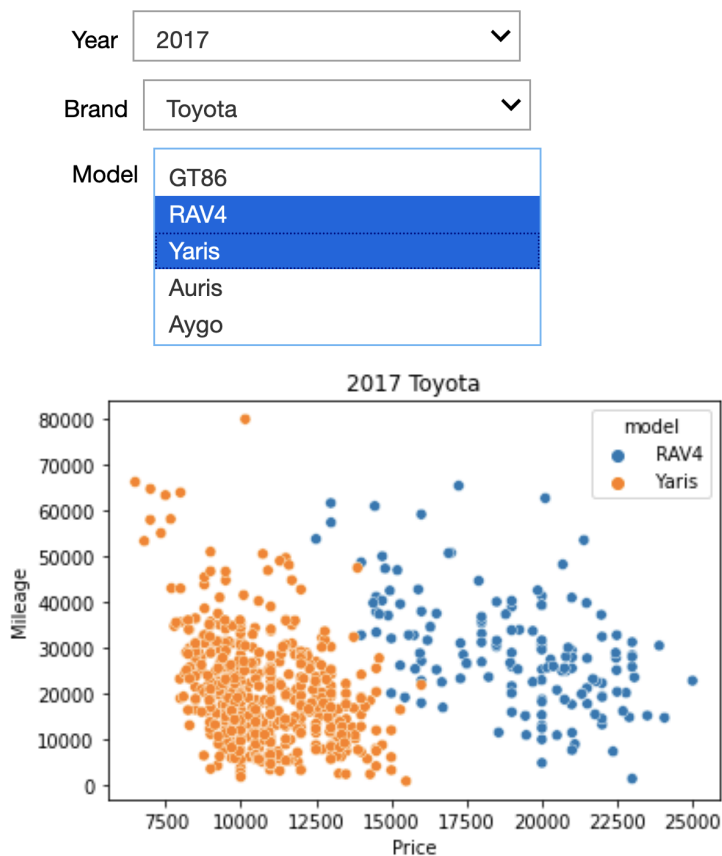 Year 2017
Brand Toyota
Model GT86
RAV4
Yaris
Auris
Aygo
2017 Toyota
model
RAV4
Yaris
80000
70000
60000
50000
40000
30000
20000
10000
0
Mileage
7500 10000 12500 15000 17500 20000 22500 25000
Price